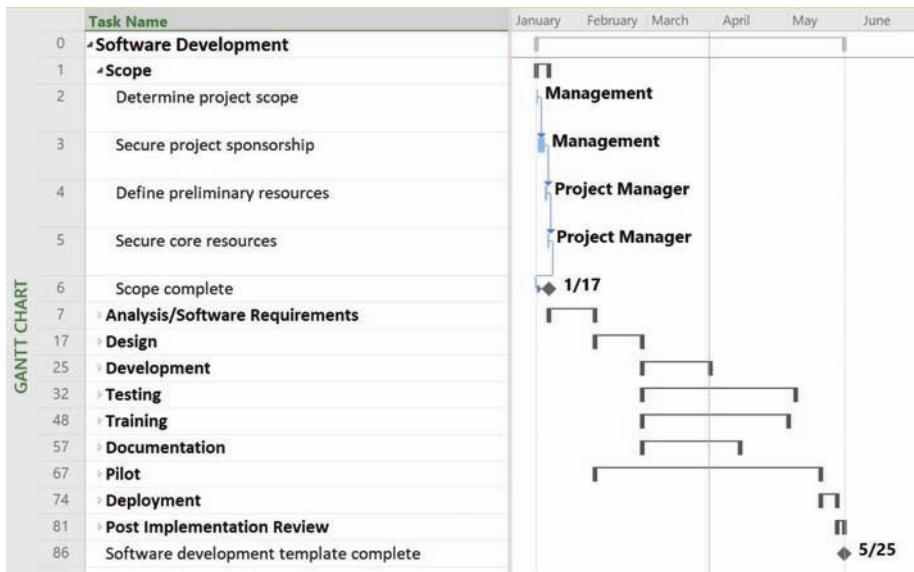 Task Name January February March April May June
0 Software Development
1 Scope
2 Determine project scope Management
3 Secure project sponsorship Management
4 Define preliminary resources Project Manager
5 Secure core resources Project Manager
6 Scope complete 1/17
7 Analysis/Software Requirements
17 Design
25 Development
32 Testing
48 Training
57 Documentation
67 Pilot
74 Deployment
81 Post Implementation Review
86 Software development template complete 5/25
GANTT CHART